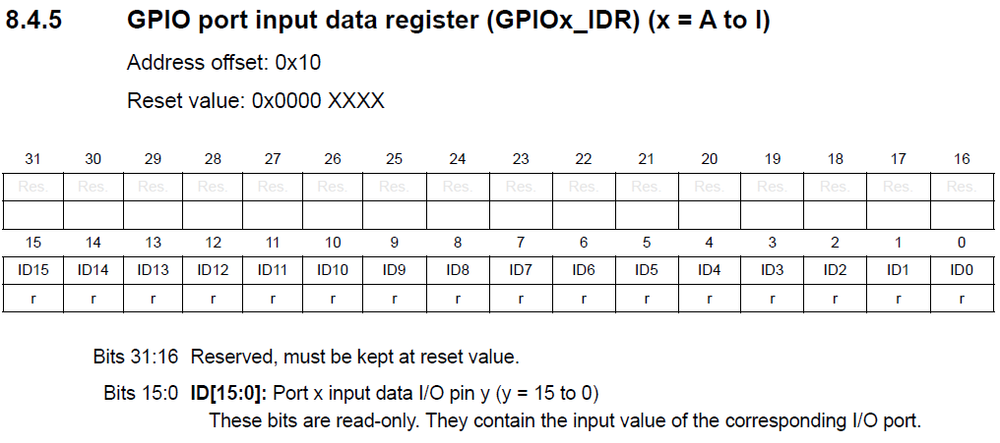 8.4.5 GPIO port input data register (GPIOx_IDR) (x = A to I)
Address offset: 0x10
Reset value: 0x0000 XXXX
31 30 29 28 27 26 25 24 23 22 21 20 19 18 17 16
Res. Res. Res. Res. Res. Res. Res. Res. Res. Res. Res. Res. Res. Res. Res. Res.
15 14 13 12 11 10 9 8 7 6 5 4 3 2 1 0
ID15 ID14 ID13 ID12 ID11 ID10 ID9 ID8 ID7 ID6 ID5 ID4 ID3 ID2 ID1 ID0
r r r r r r r r r r r r r r r r
Bits 31:16 Reserved, must be kept at reset value.
Bits 15:0 ID[15:0]: Port x input data I/O pin y (y = 15 to 0)
These bits are read-only. They contain the input value of the corresponding I/O port.